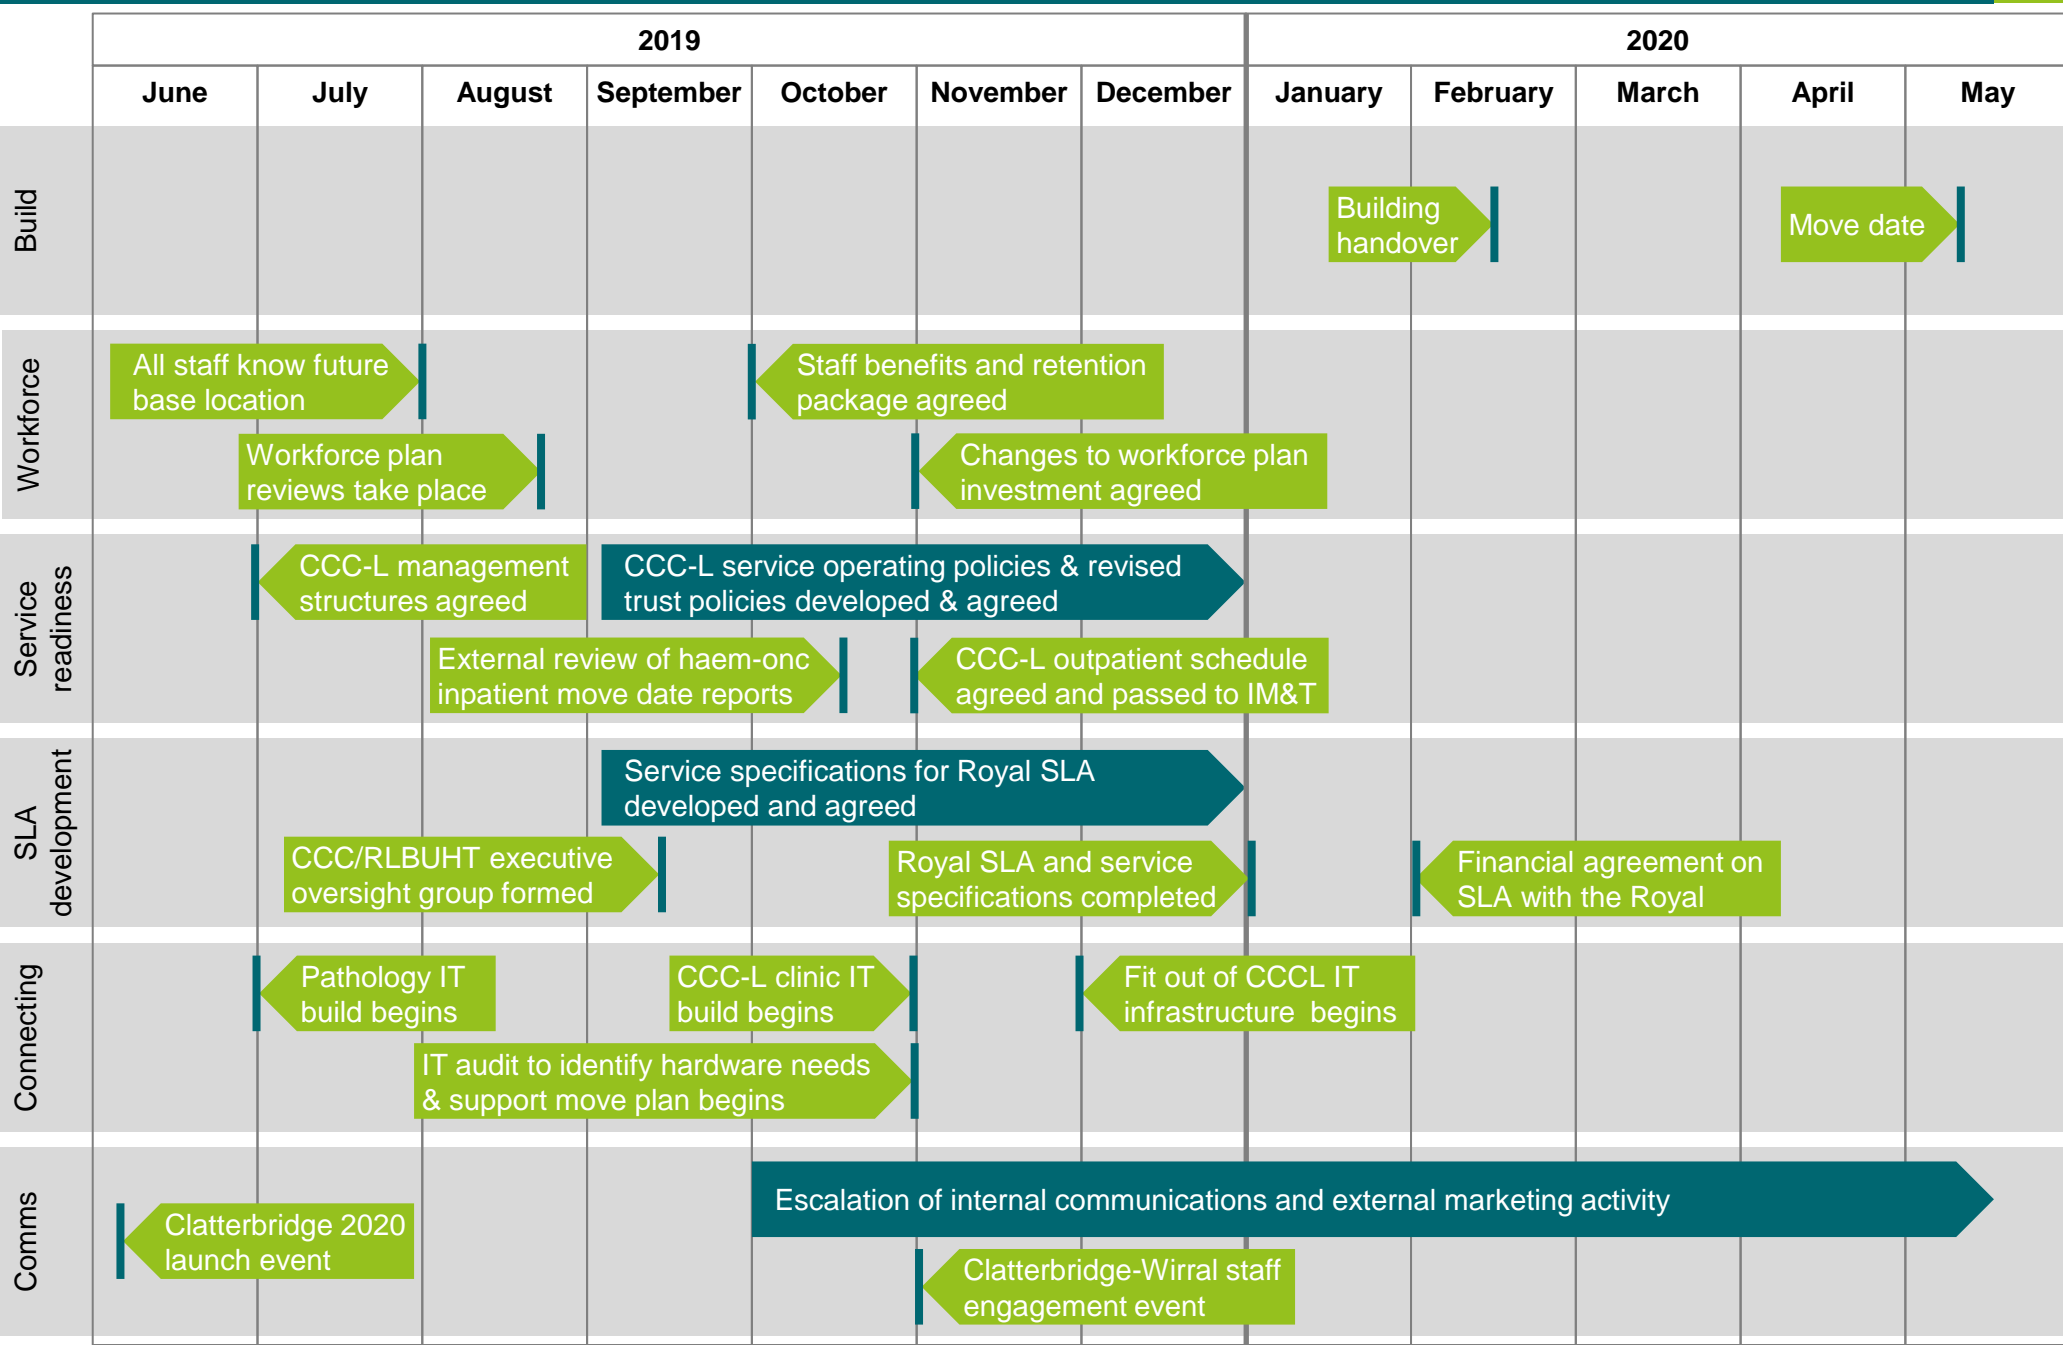 2019
2020
June
July
August
September
October
November
December
January
February
March
April
May
Build
Building
handover
Move date
Workforce
All staff know future
base location
Staff benefits and retention
package agreed
Workforce plan
reviews take place
Changes to workforce plan
investment agreed
Service
readiness
CCC-L management
structures agreed
CCC-L service operating policies & revised
trust policies developed & agreed
External review of haem-onc
inpatient move date reports
CCC-L outpatient schedule
agreed and passed to IM&T
SLA
development
Service specifications for Royal SLA
developed and agreed
CCC/RLBUHT executive
oversight group formed
Royal SLA and service
specifications completed
Financial agreement on
SLA with the Royal
Connecting
Pathology IT
build begins
CCC-L clinic IT
build begins
Fit out of CCCL IT
infrastructure begins
IT audit to identify hardware needs
& support move plan begins
Comms
Escalation of internal communications and external marketing activity
Clatterbridge 2020
launch event
Clatterbridge-Wirral staff
engagement event